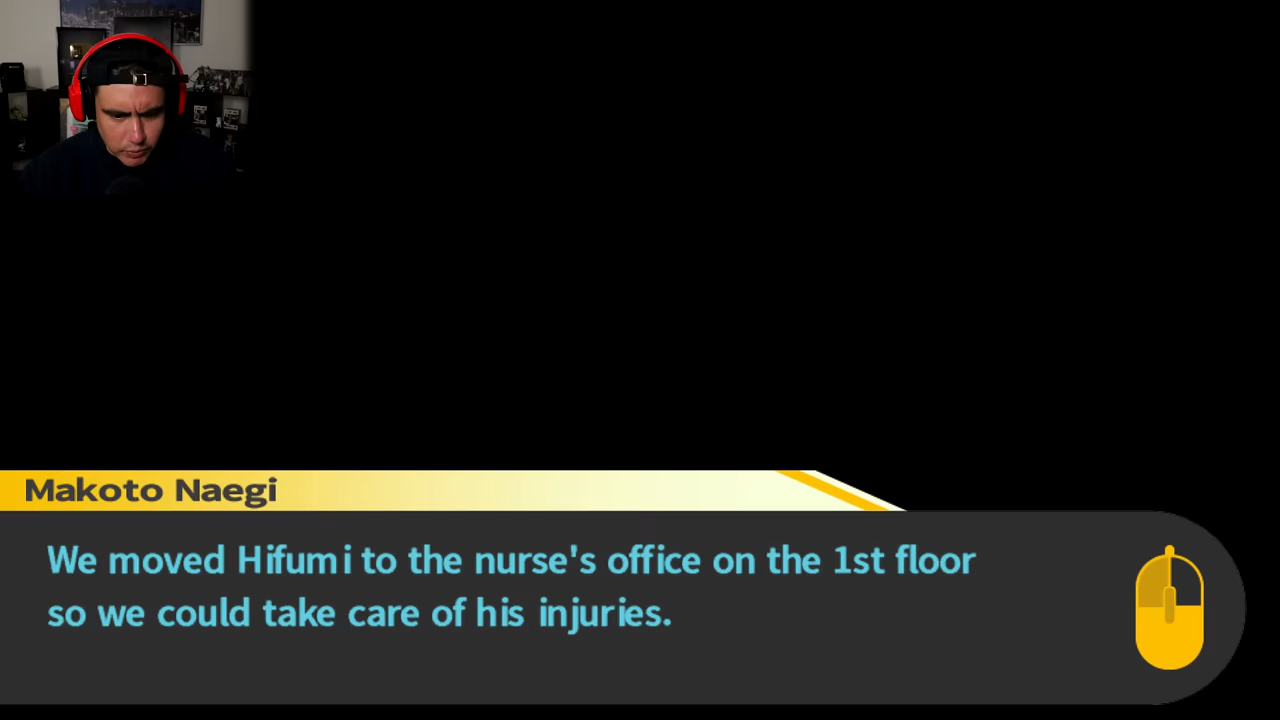 Makoto Naegi
We moved Hifumi to the nurse's office on the 1st floor
so we could take care of his injuries.